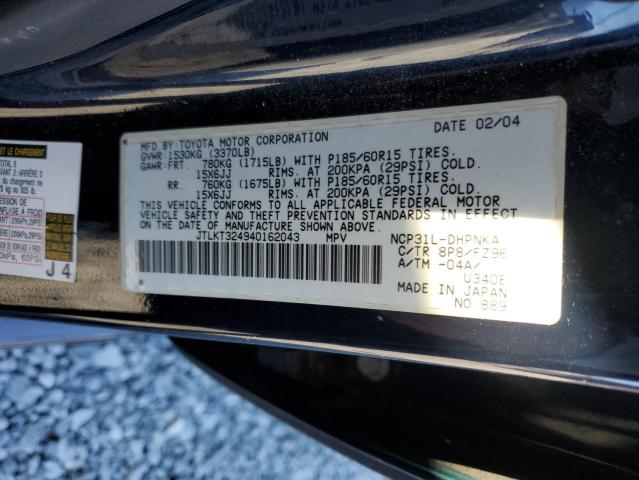 DATE 02/04
MFD. BY: TOYOTA MOTOR CORPORATION
GVWR: 1530KG (3370LB)
GAWR: FRT. 780KG (1715LB) WITH P185/60R15 TIRES.
15X6JJ RIMS. AT 200KPA (29PSI) COLD.
RR. 760KG (1675LB) WITH P185/60R15 TIRES.
15X6JJ RIMS. AT 200KPA (29PSI) COLD.
THIS VEHICLE CONFORMS TO ALL APPLICABLE FEDERAL MOTOR
VEHICLE SAFETY AND THEFT PREVENTION STANDARDS IN EFFECT
ON THE DATE OF MANUFACTURE SHOWN ABOVE.
JTLKT324940162043 MPV
NCP31L-DHPNKA
C/TR 8P8/FZ96
A/TM -04A/
U340E
MADE IN JAPAN
NO 889
J 4